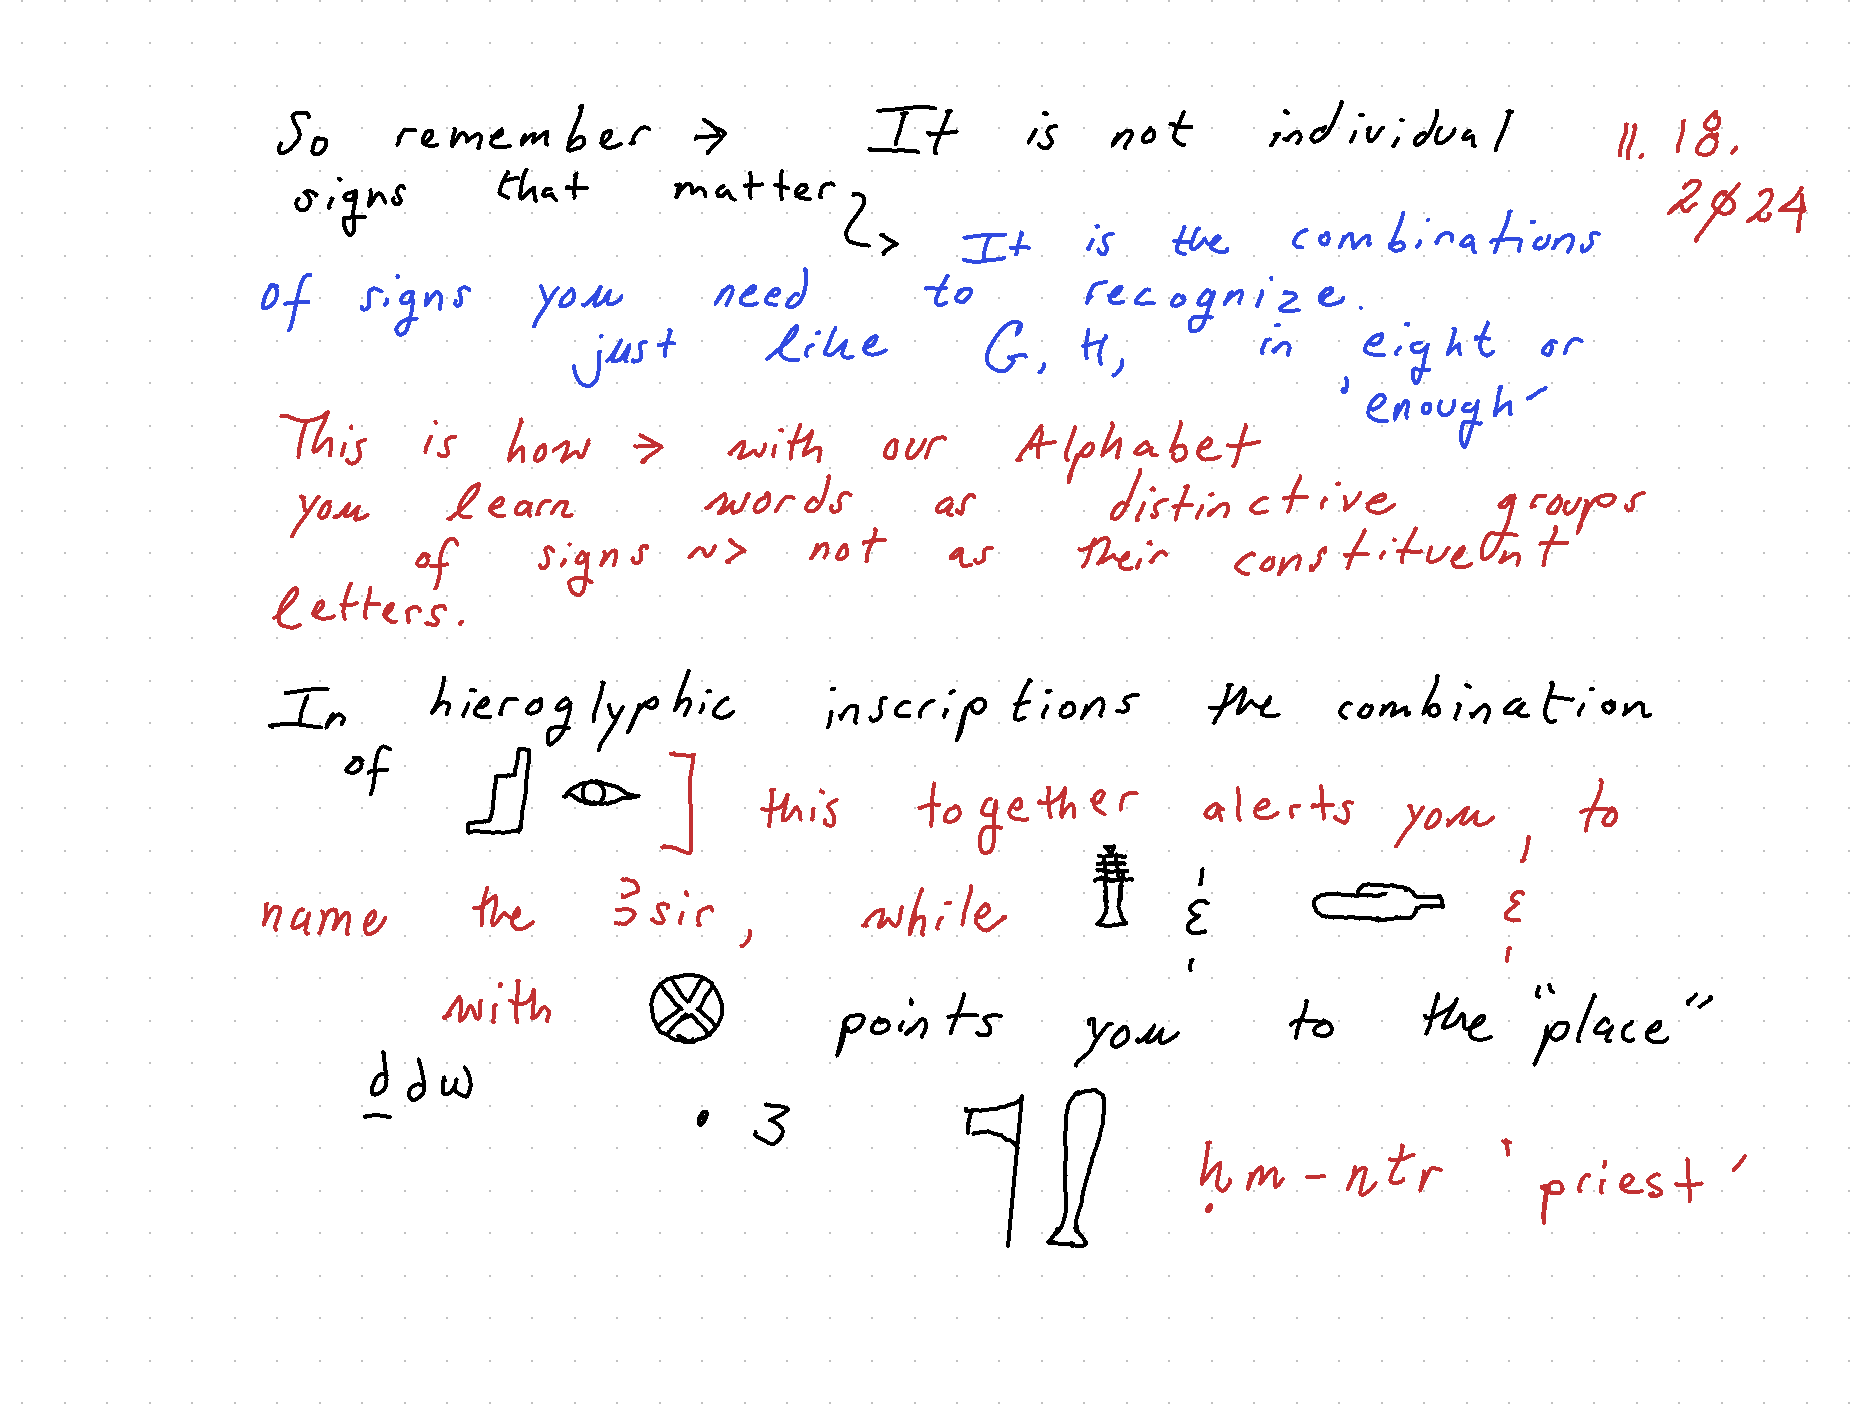 So remember → It is not individual 11. 18.
signs that matter 2024
↳ It is the combinations
of signs you need to recognize.
just like G, H, in eight or
'enough'
This is how → with our Alphabet
you learn words as distinctive groups
of signs ~> not as their constituent
letters.
In hieroglyphic inscriptions the combination
of 𓊨 𓁹 ] this together alerts you, to
name the 3sir, while 𓊽 & 𓂧 &
with 𓊖 points you to the "place"
ḏdw
• 3 𓊹 𓍛 ḥm-ntr 'priest'